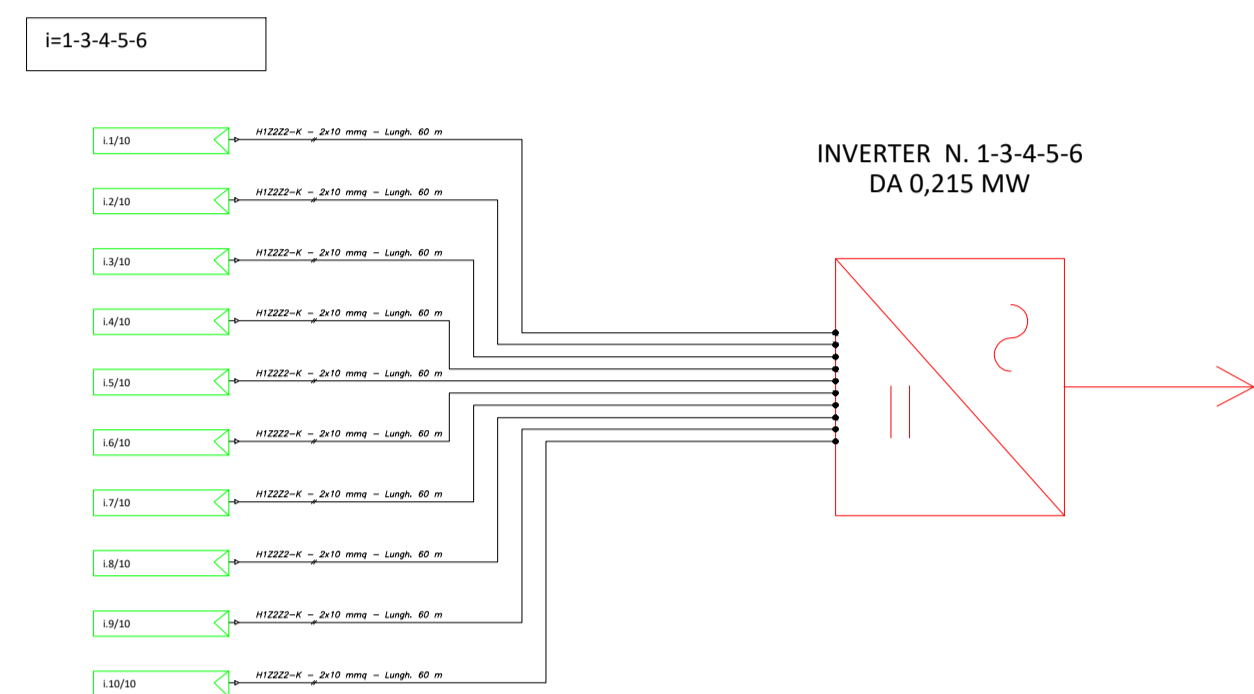 i=1-3-4-5-6
INVERTER N. 1-3-4-5-6
DA 0,215 MW
i.1/10
H1Z2Z2-K - 2x10 mmq - Lungh. 60 m
i.2/10
H1Z2Z2-K - 2x10 mmq - Lungh. 60 m
i.3/10
H1Z2Z2-K - 2x10 mmq - Lungh. 60 m
i.4/10
H1Z2Z2-K - 2x10 mmq - Lungh. 60 m
i.5/10
H1Z2Z2-K - 2x10 mmq - Lungh. 60 m
i.6/10
H1Z2Z2-K - 2x10 mmq - Lungh. 60 m
i.7/10
H1Z2Z2-K - 2x10 mmq - Lungh. 60 m
i.8/10
H1Z2Z2-K - 2x10 mmq - Lungh. 60 m
i.9/10
H1Z2Z2-K - 2x10 mmq - Lungh. 60 m
i.10/10
H1Z2Z2-K - 2x10 mmq - Lungh. 60 m